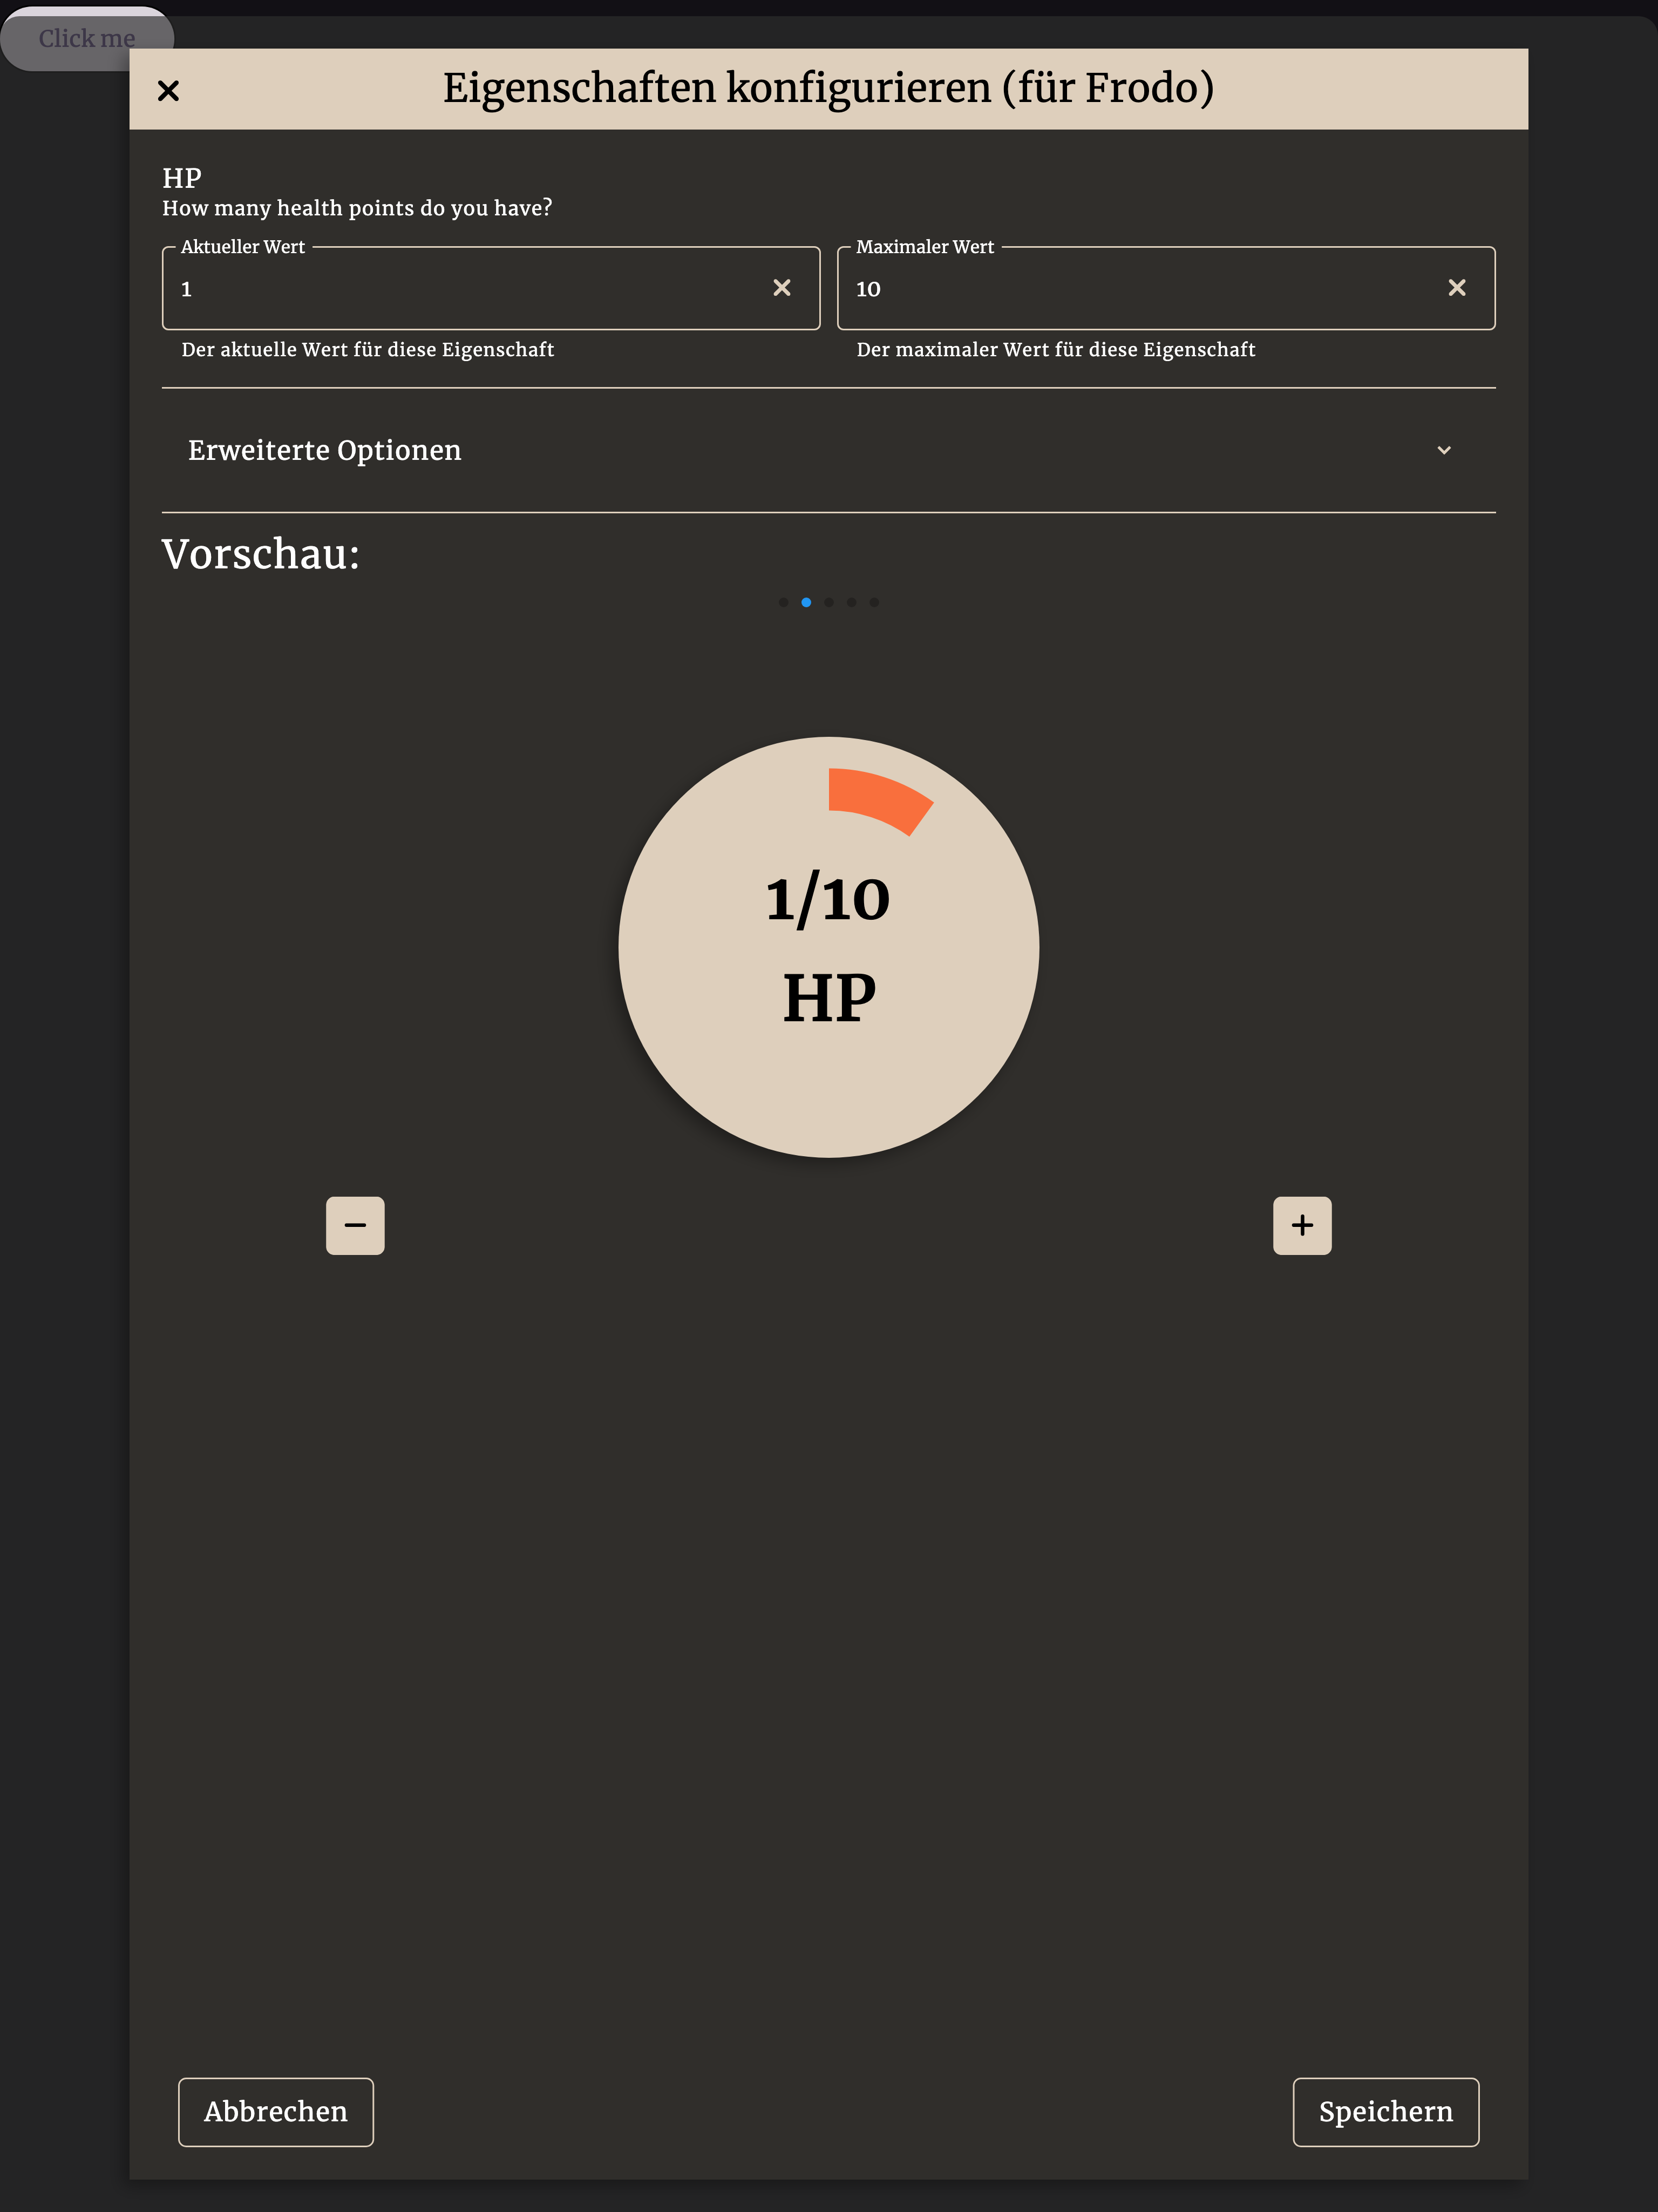 Click me
Eigenschaften konfigurieren (für Frodo)
HP
How many health points do you have?
Aktueller Wert
1
Der aktuelle Wert für diese Eigenschaft
Maximaler Wert
10
Der maximaler Wert für diese Eigenschaft
Erweiterte Optionen
Vorschau:
1/10
HP
Abbrechen
Speichern